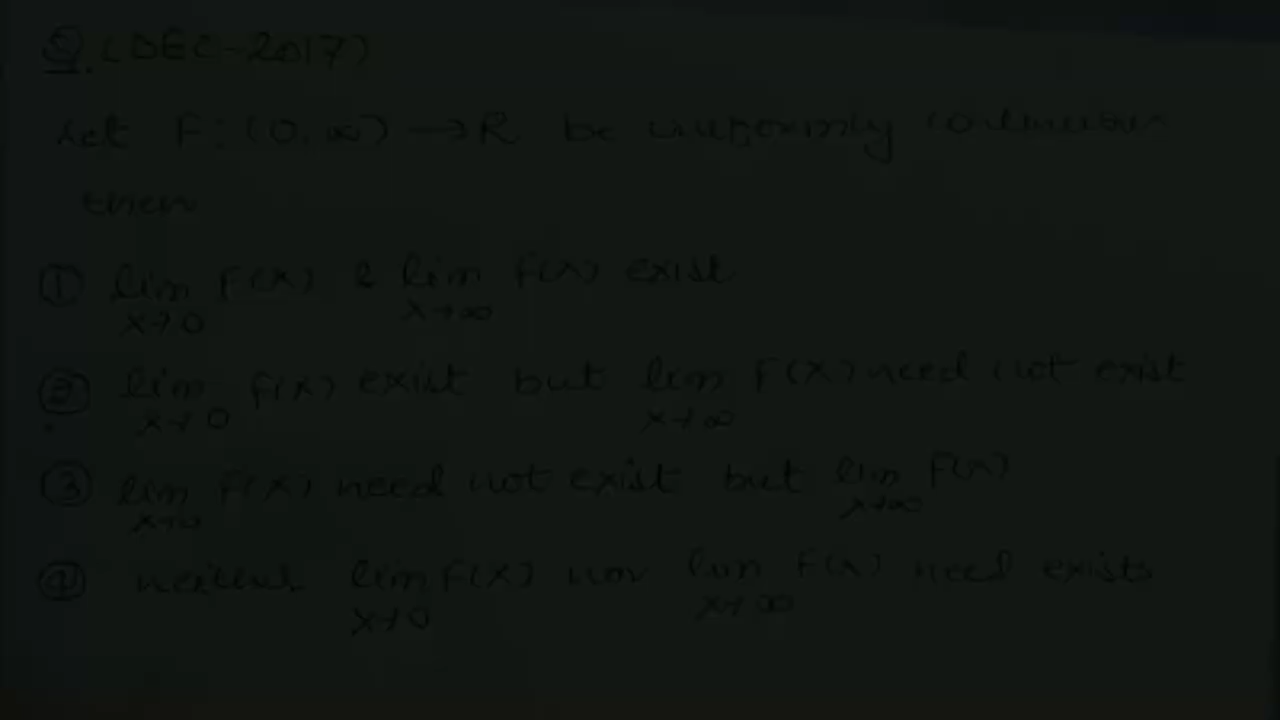 Q. (DEC-2017)
Let F: (0,∞) → R be uniformly continuous
then
① lim F(x) & lim F(x) exist
x→0 x→∞
② lim F(x) exist but lim F(x) need not exist
x→0 x→∞
③ lim F(x) need not exist but lim F(x)
x→0 x→∞
④ neither lim F(x) nor lim F(x) need exists
x→0 x→∞